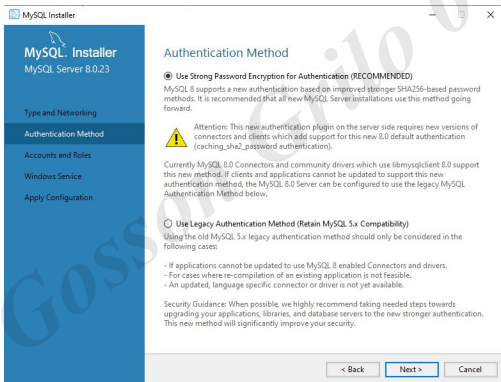 MySQL Installer
MySQL. Installer
MySQL Server 8.0.23
Type and Networking
Authentication Method
Accounts and Roles
Windows Service
Apply Configuration
Authentication Method
Use Strong Password Encryption for Authentication (RECOMMENDED)
MySQL 8 supports a new authentication based on improved stronger SHA256-based password
methods. It is recommended that all new MySQL Server installations use this method going
forward.
Attention: This new authentication plugin on the server side requires new versions of
connectors and clients which add support for this new 8.0 default authentication
(caching_sha2_password authentication).
Currently MySQL 8.0 Connectors and community drivers which use libmysqlclient 8.0 support
this new method. If clients and applications cannot be updated to support this new
authentication method, the MySQL 8.0 Server can be configured to use the legacy MySQL
Authentication Method below.
Use Legacy Authentication Method (Retain MySQL 5.x Compatibility)
Using the old MySQL 5.x legacy authentication method should only be considered in the
following cases:
- If applications cannot be updated to use MySQL 8 enabled Connectors and drivers.
- For cases where re-compilation of an existing application is not feasible.
- An updated, language specific connector or driver is not yet available.
Security Guidance: When possible, we highly recommend taking needed steps towards
upgrading your applications, libraries, and database servers to the new stronger authentication.
This new method will significantly improve your security.
< Back
Next >
Cancel
Gosson Grilo